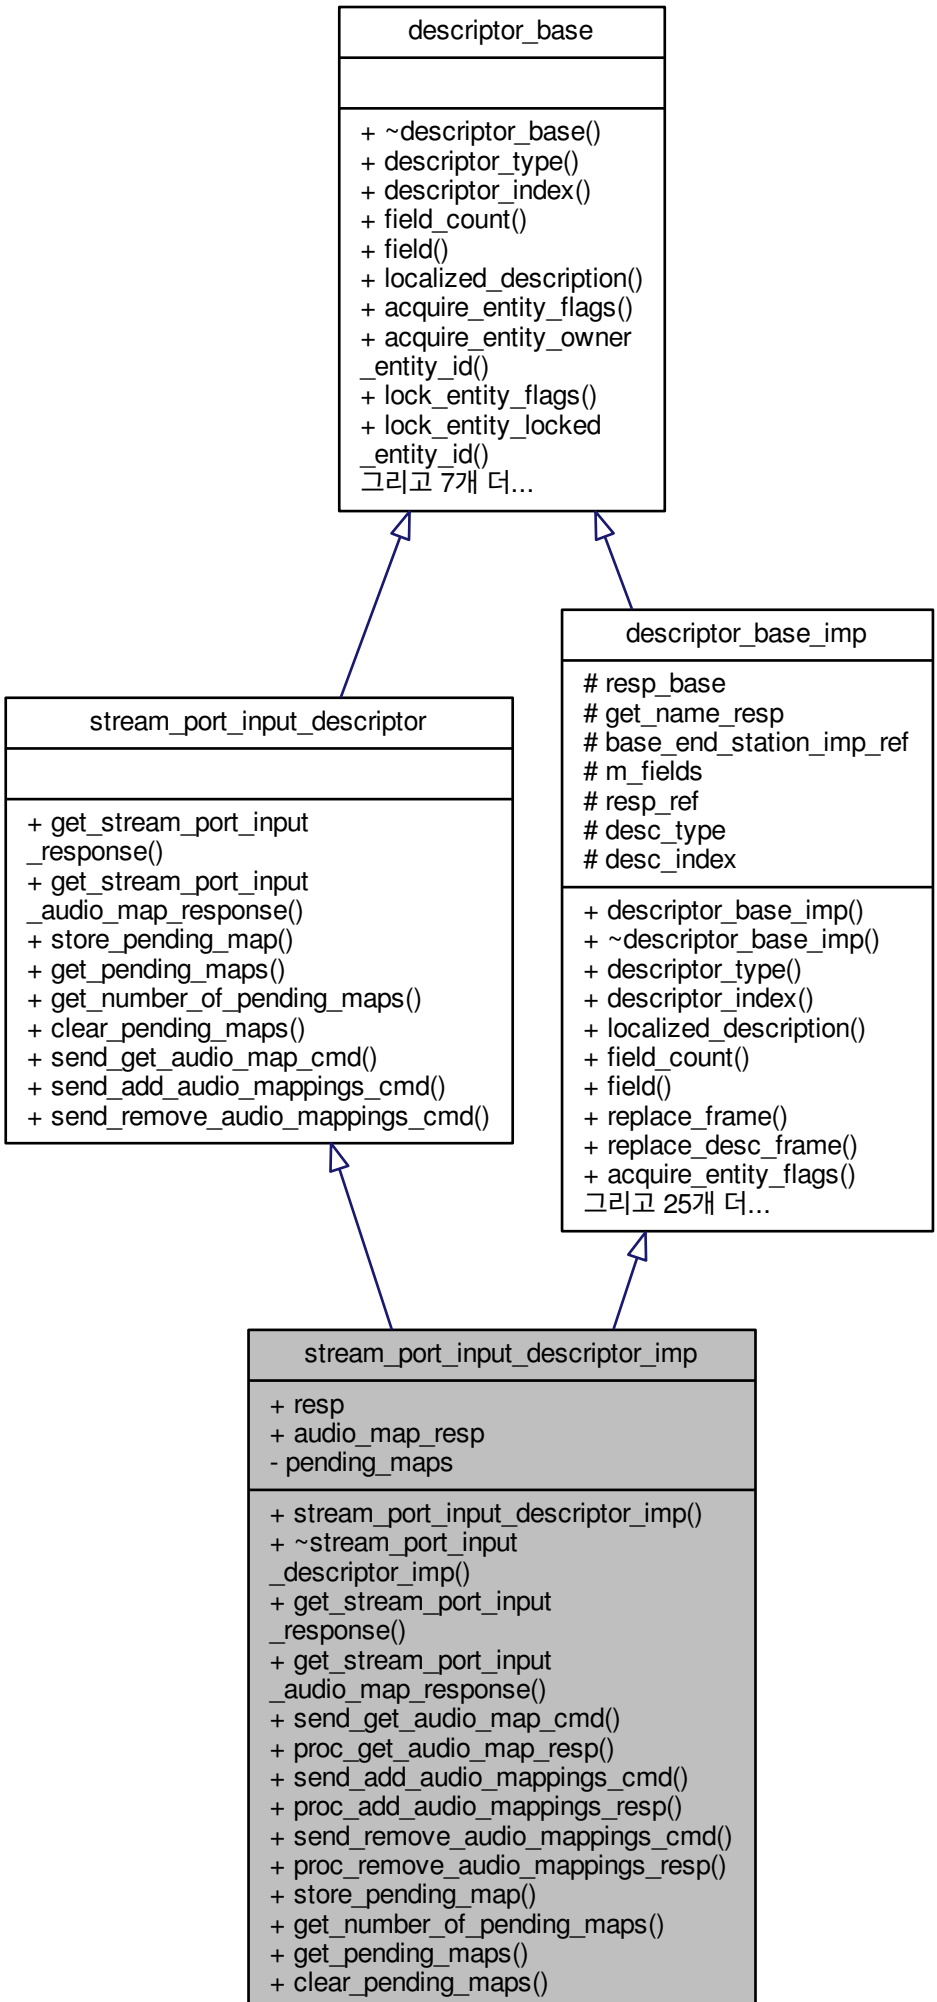 descriptor_base
+ ~descriptor_base()
+ descriptor_type()
+ descriptor_index()
+ field_count()
+ field()
+ localized_description()
+ acquire_entity_flags()
+ acquire_entity_owner
_entity_id()
+ lock_entity_flags()
+ lock_entity_locked
_entity_id()
그리고 7개 더...
stream_port_input_descriptor
+ get_stream_port_input
_response()
+ get_stream_port_input
_audio_map_response()
+ store_pending_map()
+ get_pending_maps()
+ get_number_of_pending_maps()
+ clear_pending_maps()
+ send_get_audio_map_cmd()
+ send_add_audio_mappings_cmd()
+ send_remove_audio_mappings_cmd()
descriptor_base_imp
# resp_base
# get_name_resp
# base_end_station_imp_ref
# m_fields
# resp_ref
# desc_type
# desc_index
+ descriptor_base_imp()
+ ~descriptor_base_imp()
+ descriptor_type()
+ descriptor_index()
+ localized_description()
+ field_count()
+ field()
+ replace_frame()
+ replace_desc_frame()
+ acquire_entity_flags()
그리고 25개 더...
stream_port_input_descriptor_imp
+ resp
+ audio_map_resp
- pending_maps
+ stream_port_input_descriptor_imp()
+ ~stream_port_input
_descriptor_imp()
+ get_stream_port_input
_response()
+ get_stream_port_input
_audio_map_response()
+ send_get_audio_map_cmd()
+ proc_get_audio_map_resp()
+ send_add_audio_mappings_cmd()
+ proc_add_audio_mappings_resp()
+ send_remove_audio_mappings_cmd()
+ proc_remove_audio_mappings_resp()
+ store_pending_map()
+ get_number_of_pending_maps()
+ get_pending_maps()
+ clear_pending_maps()